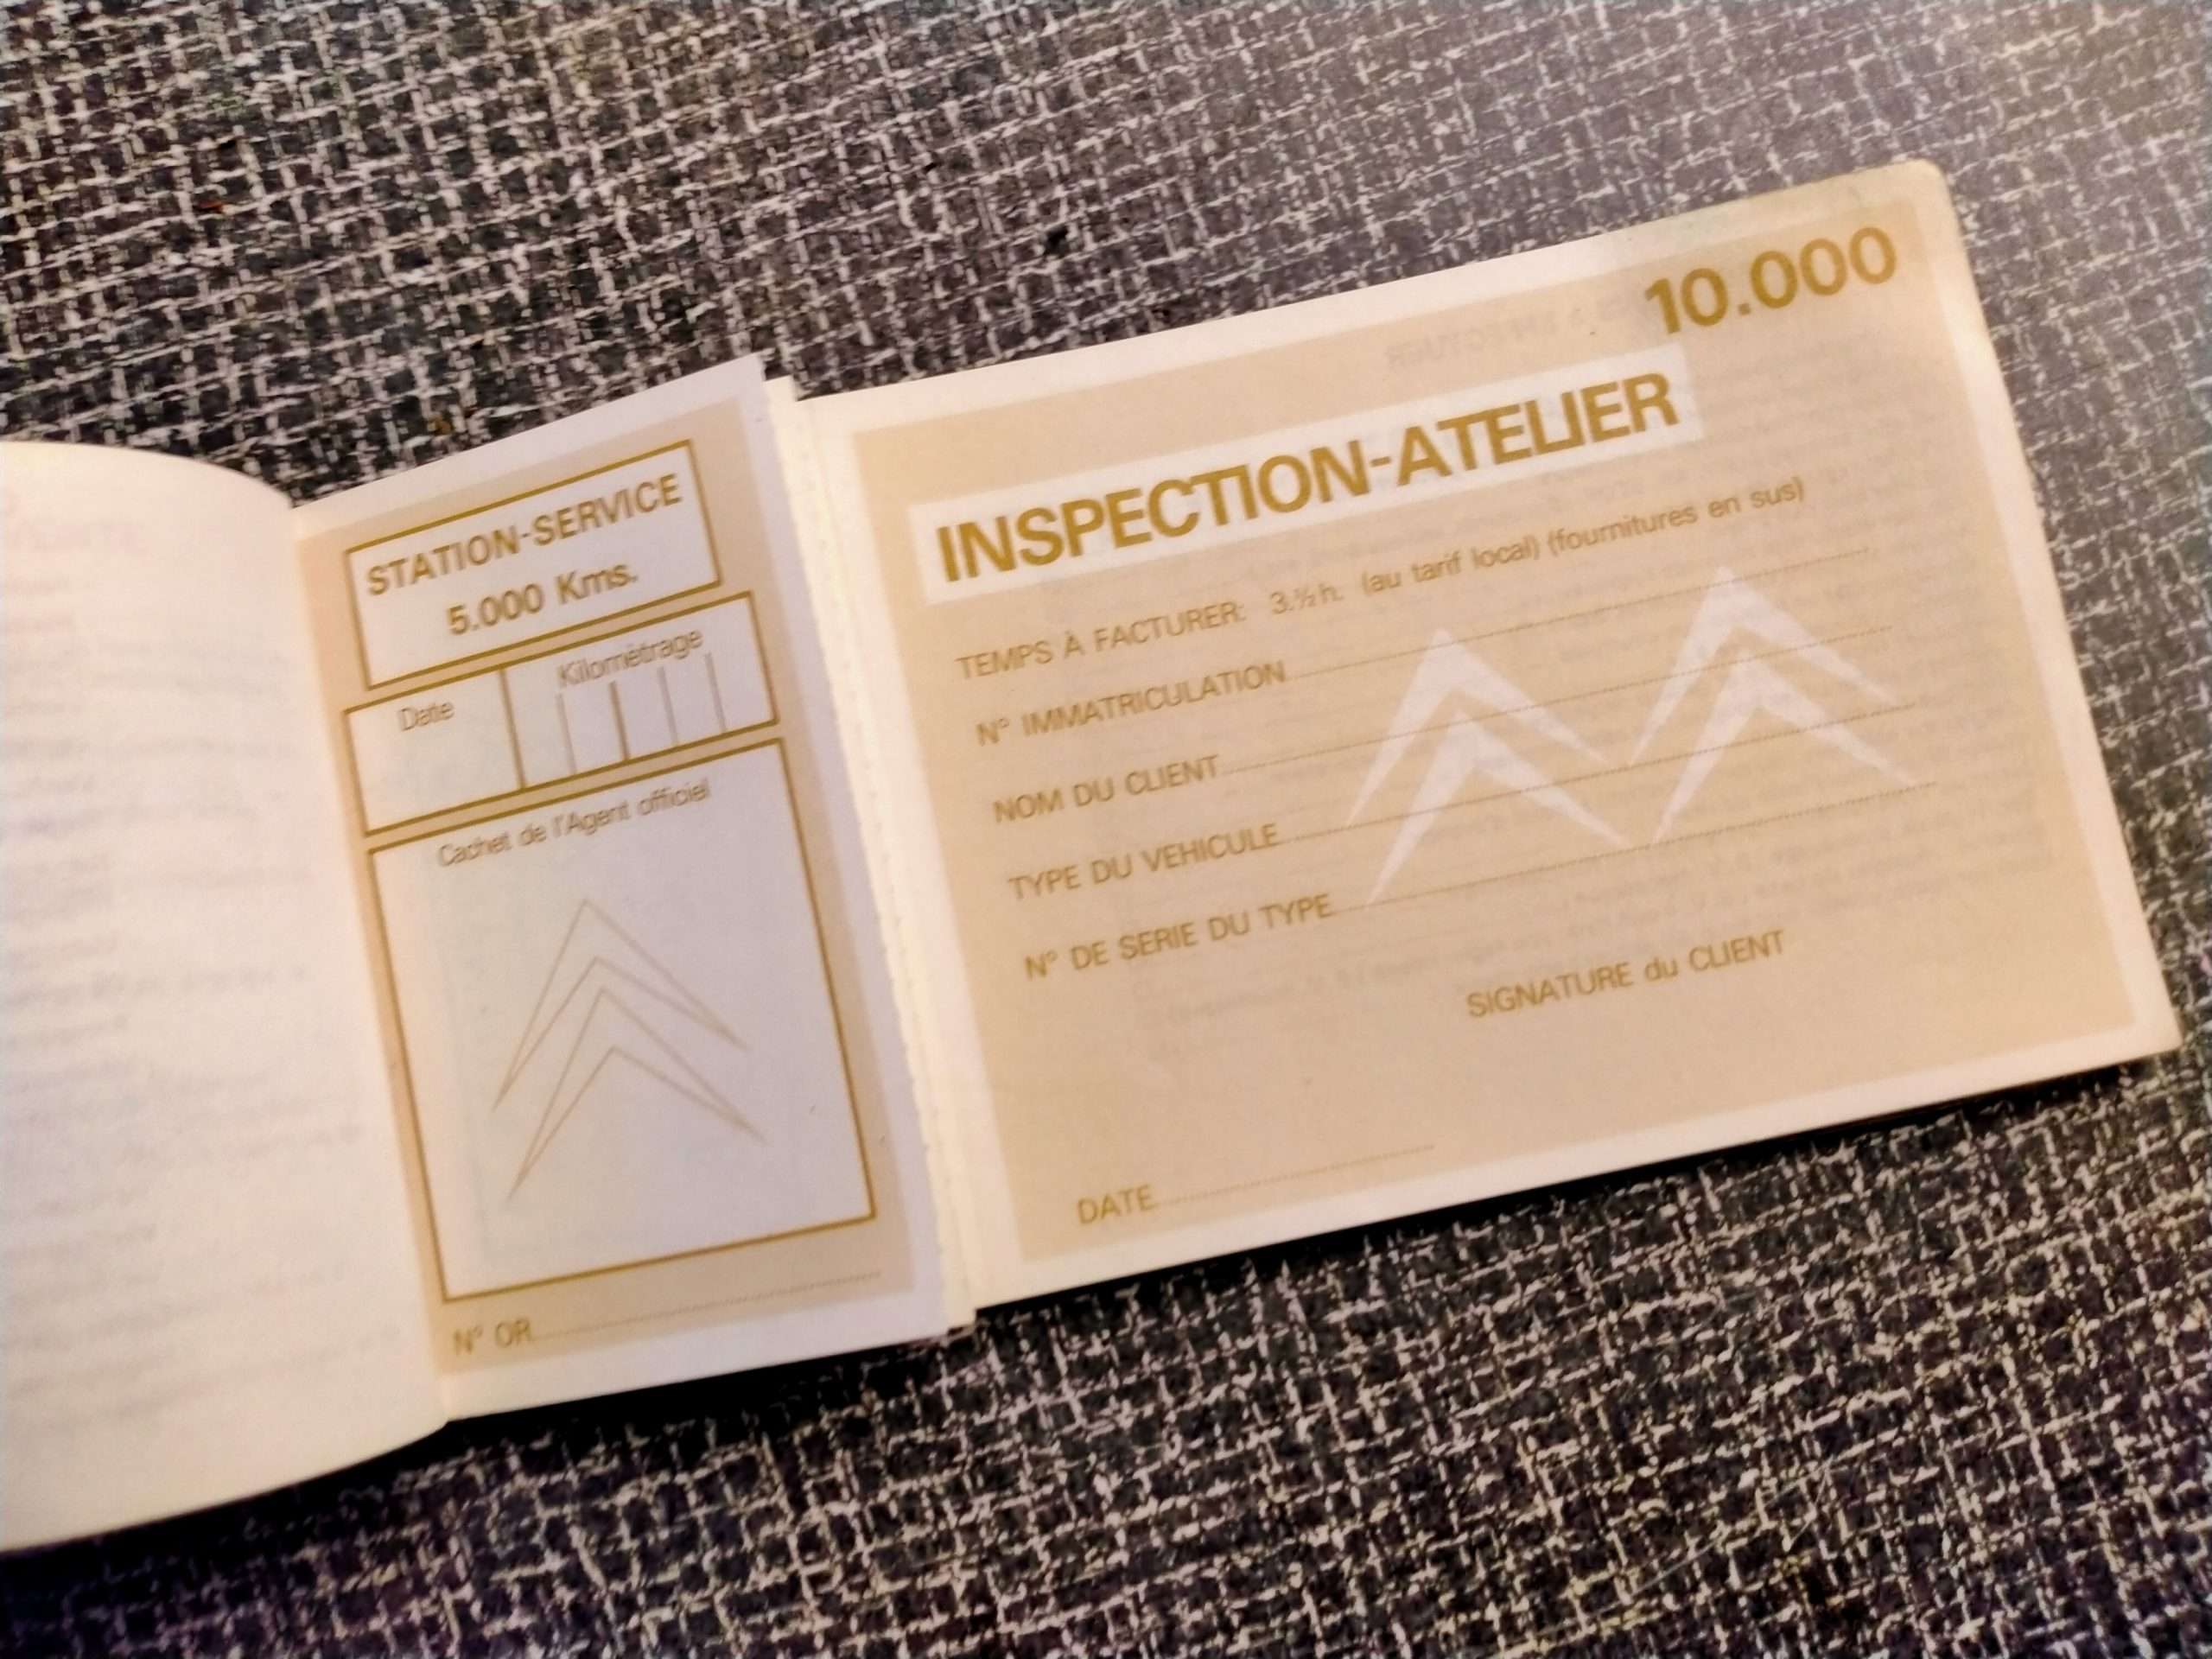 STATION-SERVICE
5.000 Kms.
Date
Kilomètrage
Cachet de l'Agent officiel
N° OR
10.000
INSPECTION-ATELIER
TEMPS À FACTURER: 3.½ h. (au tarif local) (fournitures en sus)
N° IMMATRICULATION
NOM DU CLIENT
TYPE DU VEHICULE
N° DE SERIE DU TYPE
SIGNATURE du CLIENT
DATE